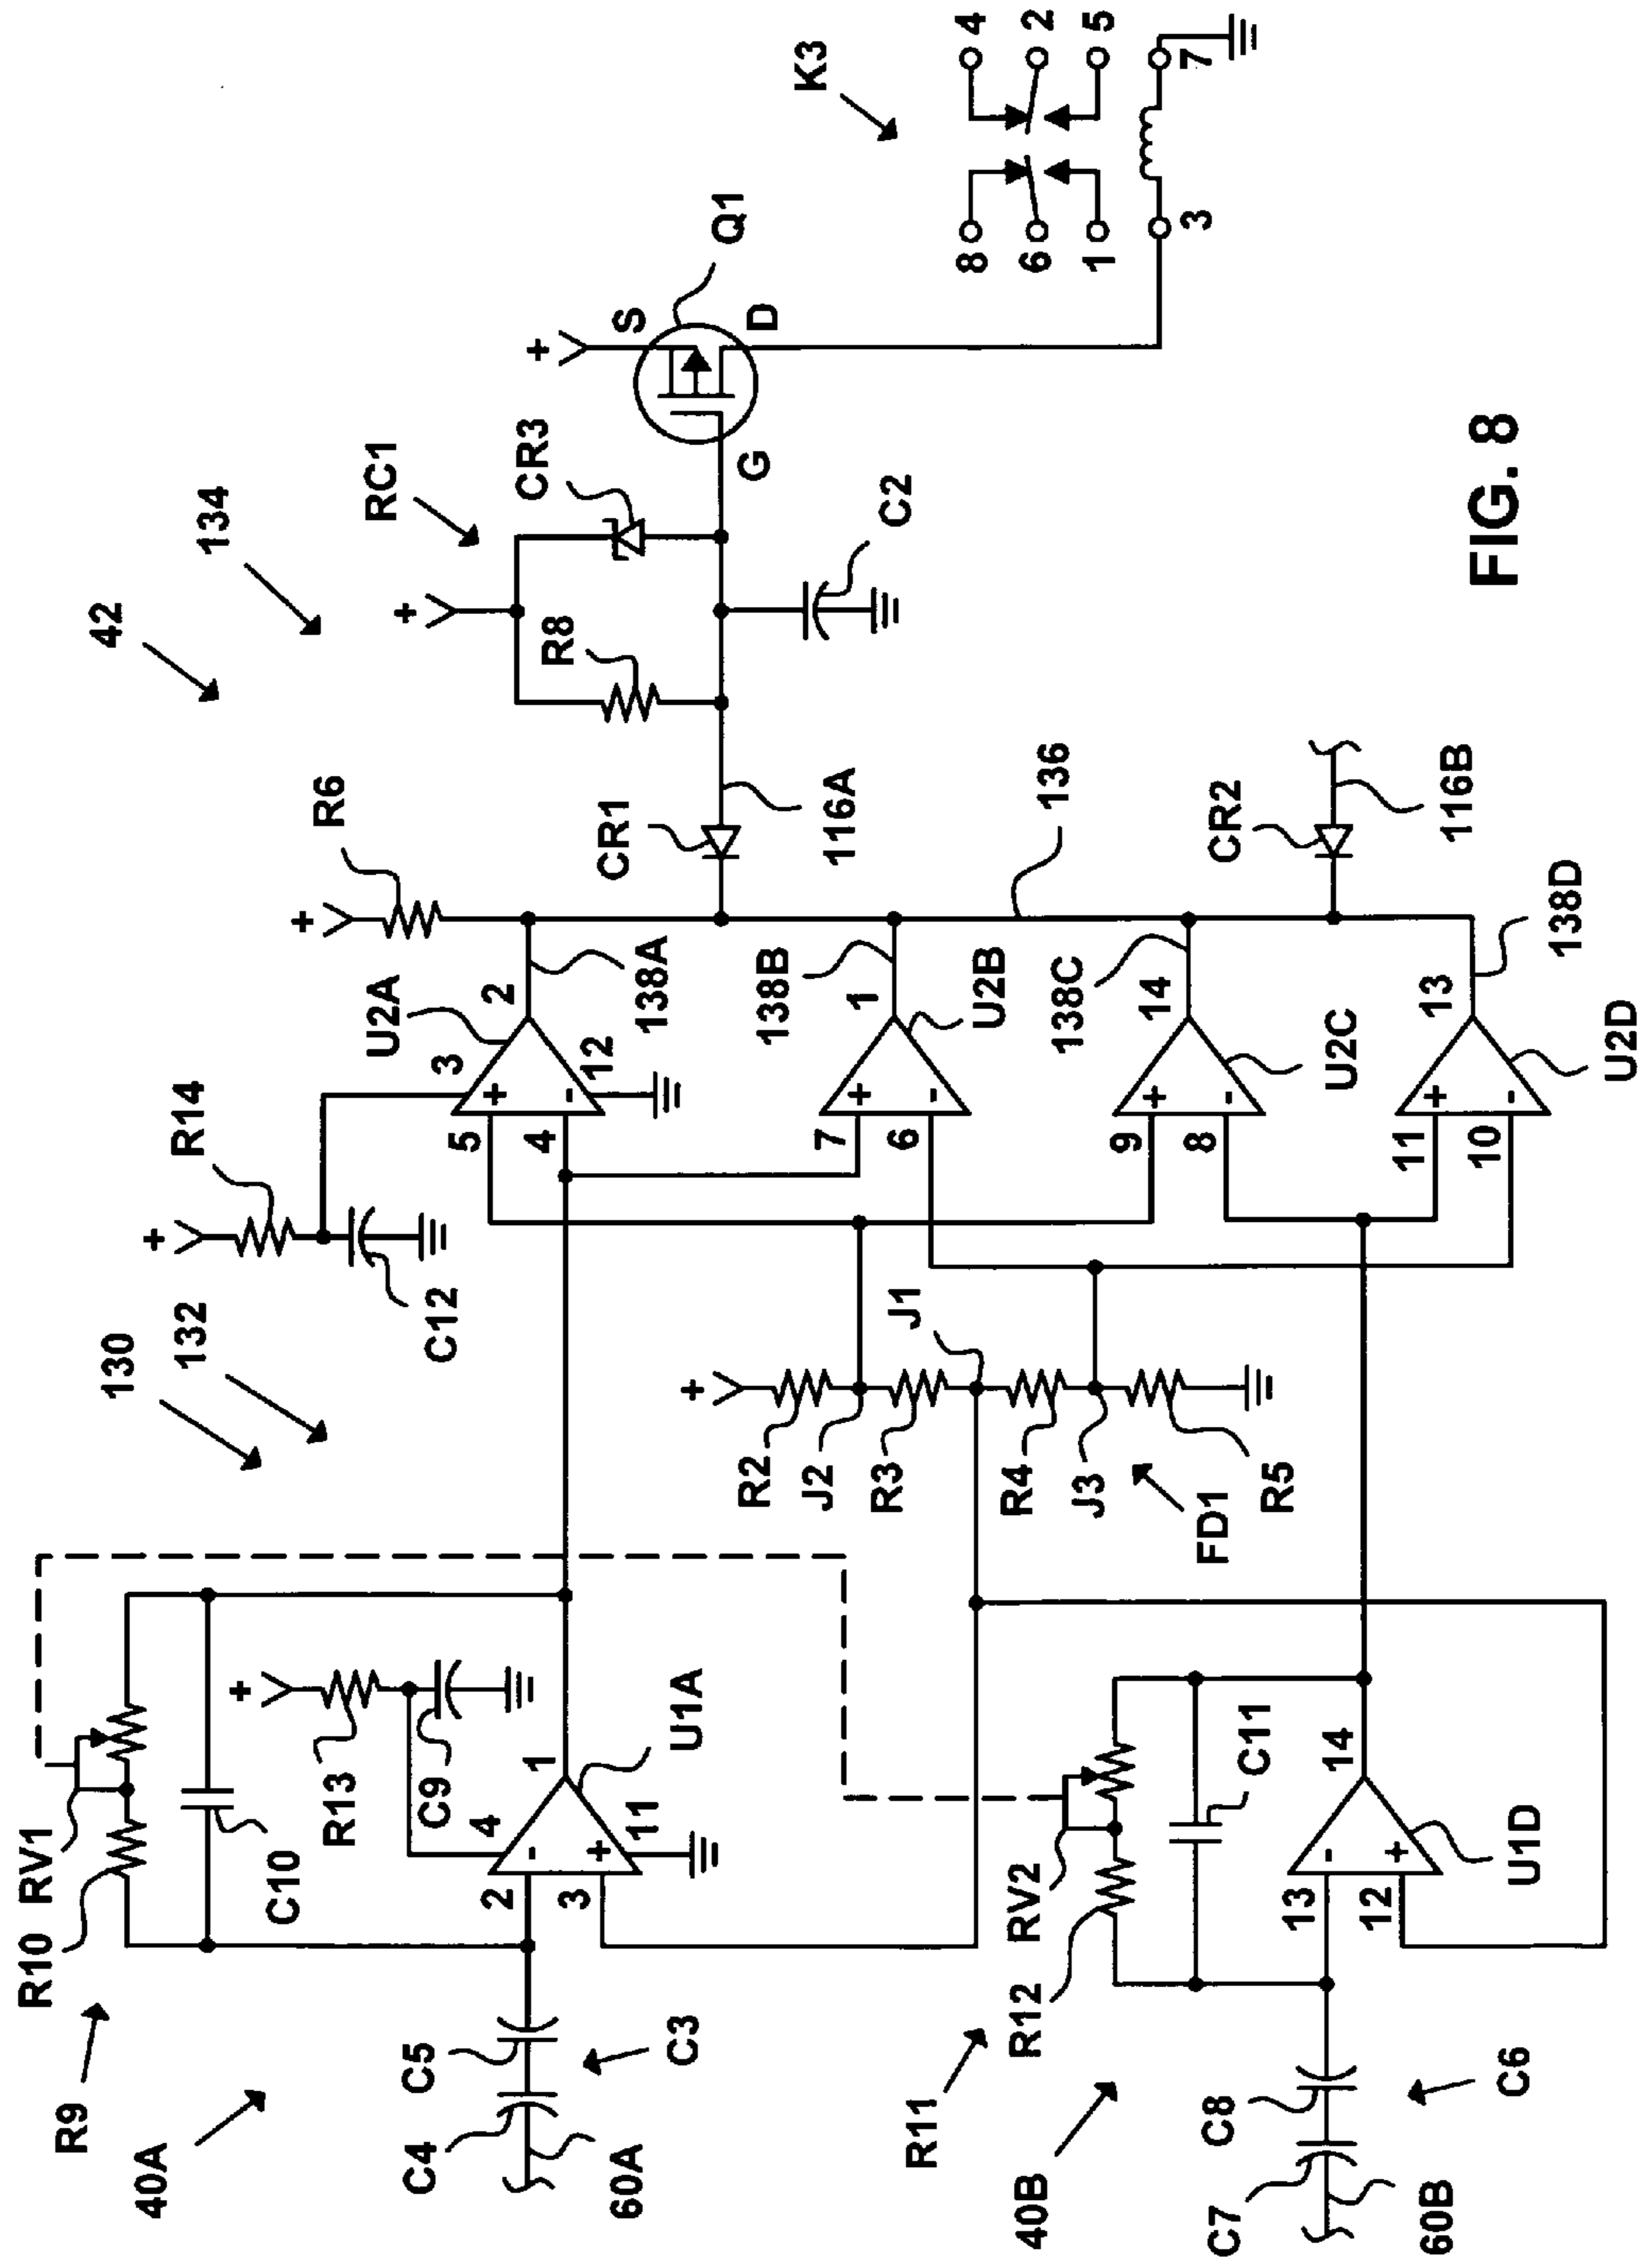 130
132
42
134
RC1
R14
R6
C12
U2A
3
2
5
4
12
138A
+
-
+
+
+
R8
CR3
C2
G
S
D
Q1
+
K3
8
6
1
4
2
5
3
7
CR1
116A
R9
R10
RV1
C10
R13
C9
+
4
1
2
3
11
-
+
U1A
40A
C4
C5
C3
60A
R2
J2
R3
J1
R4
J3
R5
FD1
+
7
6
1
+
-
138B
U2B
9
8
14
+
-
138C
U2C
136
11
10
13
+
-
138D
U2D
CR2
116B
R11
R12
RV2
C11
13
12
14
-
+
U1D
40B
C7
C8
C6
60B
FIG. 8